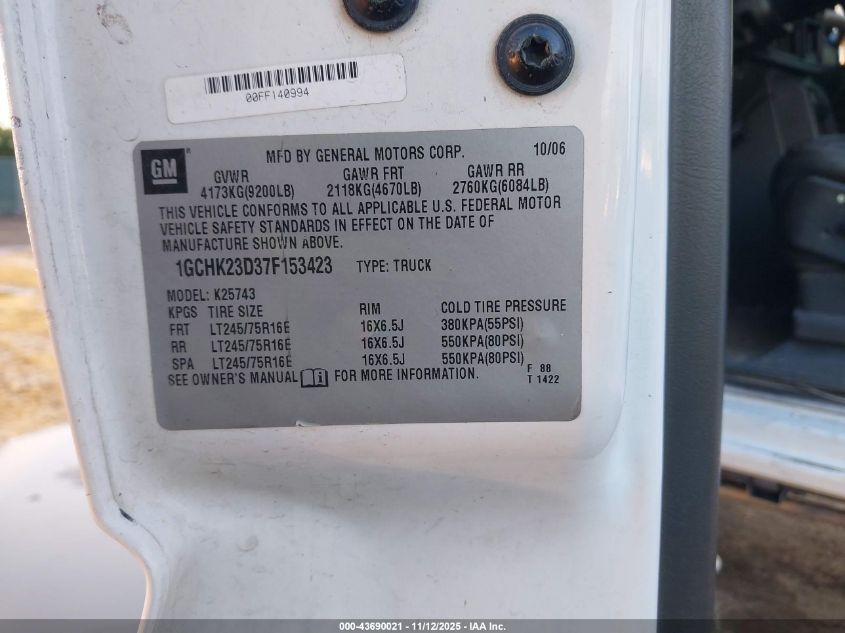 00FF140994
GM
MFD BY GENERAL MOTORS CORP. 10/06
GVWR GAWR FRT GAWR RR
4173KG(9200LB) 2118KG(4670LB) 2760KG(6084LB)
THIS VEHICLE CONFORMS TO ALL APPLICABLE U.S. FEDERAL MOTOR
VEHICLE SAFETY STANDARDS IN EFFECT ON THE DATE OF
MANUFACTURE SHOWN ABOVE.
1GCHK23D37F153423 TYPE: TRUCK
MODEL: K25743
KPGS TIRE SIZE RIM COLD TIRE PRESSURE
FRT LT245/75R16E 16X6.5J 380KPA(55PSI)
RR LT245/75R16E 16X6.5J 550KPA(80PSI)
SPA LT245/75R16E 16X6.5J 550KPA(80PSI)
SEE OWNER'S MANUAL FOR MORE INFORMATION.
F 88
T 1422
000-43690021 - 11/12/2025 - IAA Inc.